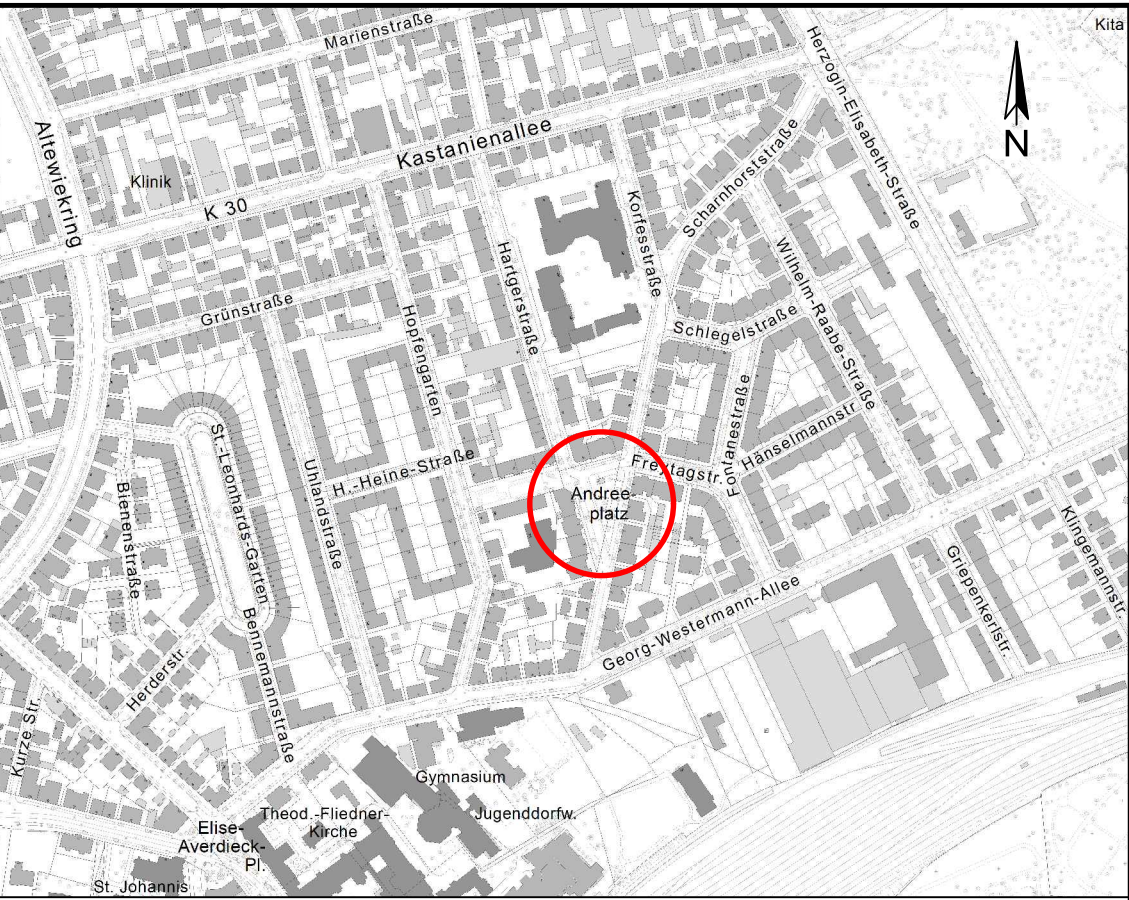 Marienstraße
Kita
Herzogin-Elisabeth-Straße
N
Altewiekring
Kastanienallee
Klinik
K 30
Scharnhorststraße
Korfesstraße
Hartgerstraße
Wilhelm-Raabe-Straße
Grünstraße
Hopfengarten
Schlegelstraße
Fontanestraße
Hänselmannstr.
St.-Leonhards-Garten
Uhlandstraße
H.-Heine-Straße
Freytagstr.
Andree-
platz
Bienenstraße
Klingemannstr.
Griepenkerlstr.
Georg-Westermann-Allee
Bennemannstraße
Herderstr.
Kurze Str.
Gymnasium
Jugenddorfw.
Theod.-Fliedner-
Kirche
Elise-
Averdieck-
Pl.
St. Johannis